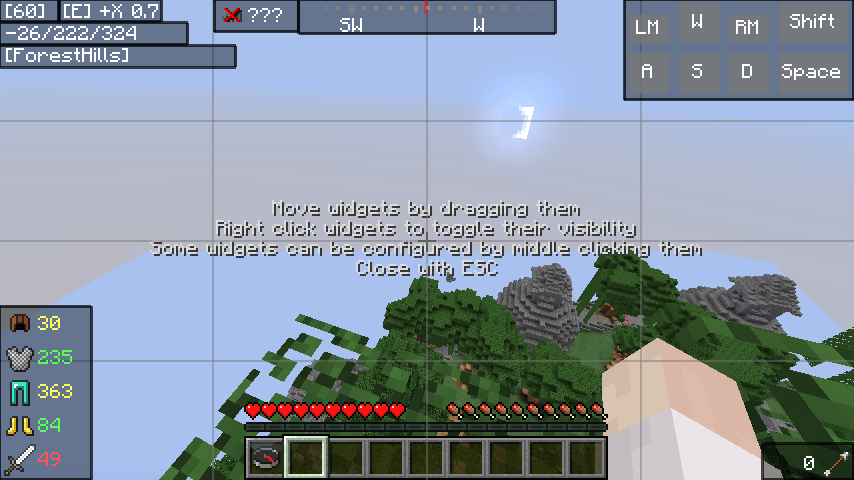 [60] [E] +X 0.7
-26/222/324
[ForestHills]
???
SW W
LM W RM Shift
A S D Space
Move widgets by dragging them
Right click widgets to toggle their visibility
Some widgets can be configured by middle clicking them
Close with ESC
30
235
363
84
49
0